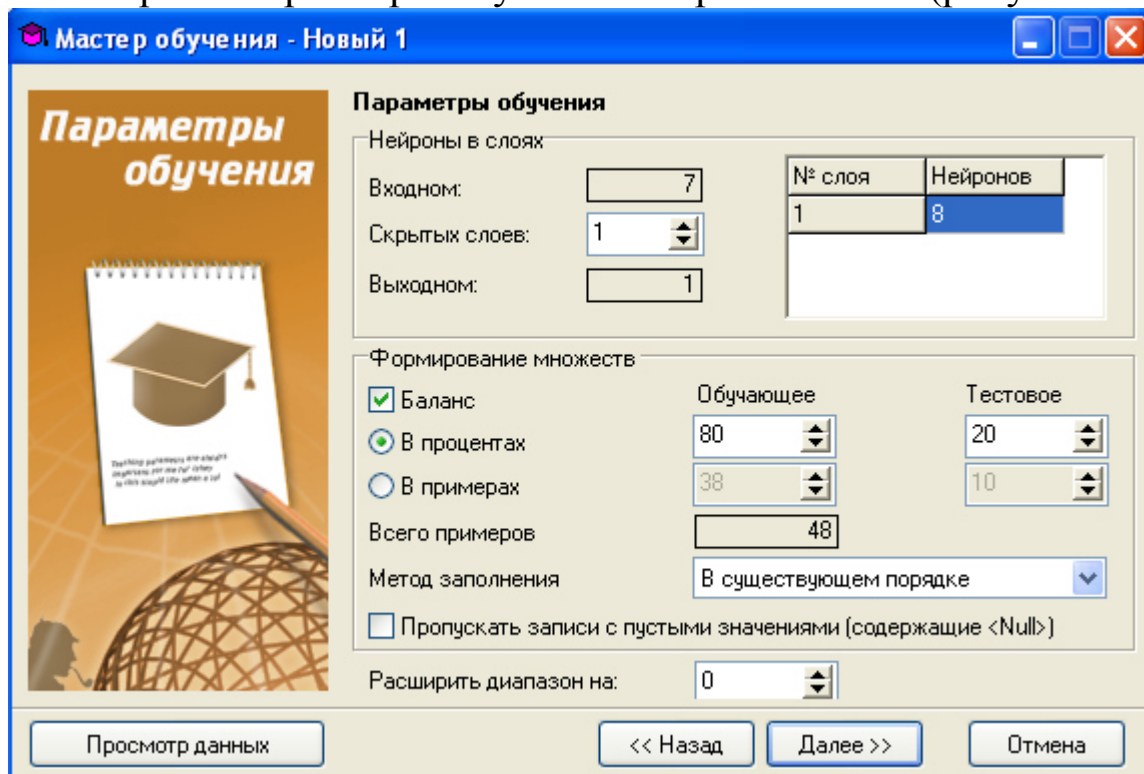 Мастер обучения - Новый 1
Параметры
обучения
Параметры обучения
Нейроны в слоях
Входном: 7
Скрытых слоев: 1
Выходном: 1
№ слоя Нейронов
1 8
Формирование множеств
Баланс Обучающее Тестовое
В процентах 80 20
В примерах 38 10
Всего примеров 48
Метод заполнения В существующем порядке
Пропускать записи с пустыми значениями (содержащие <Null>)
Расширить диапазон на: 0
Просмотр данных << Назад Далее >> Отмена